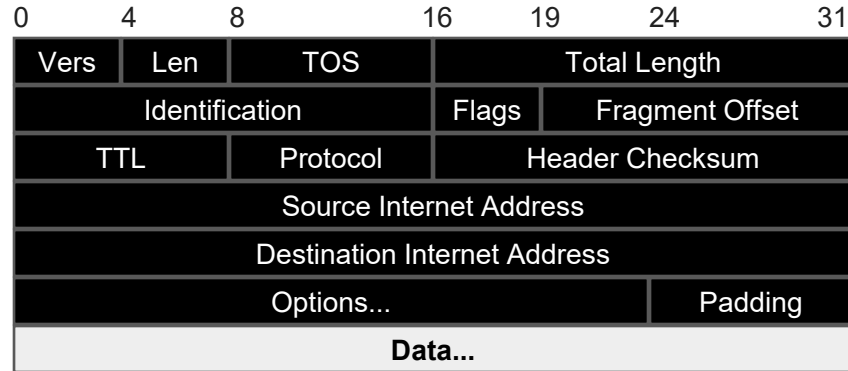 0 4 8 16 19 24 31
Vers Len TOS Total Length
Identification Flags Fragment Offset
TTL Protocol Header Checksum
Source Internet Address
Destination Internet Address
Options... Padding
Data...